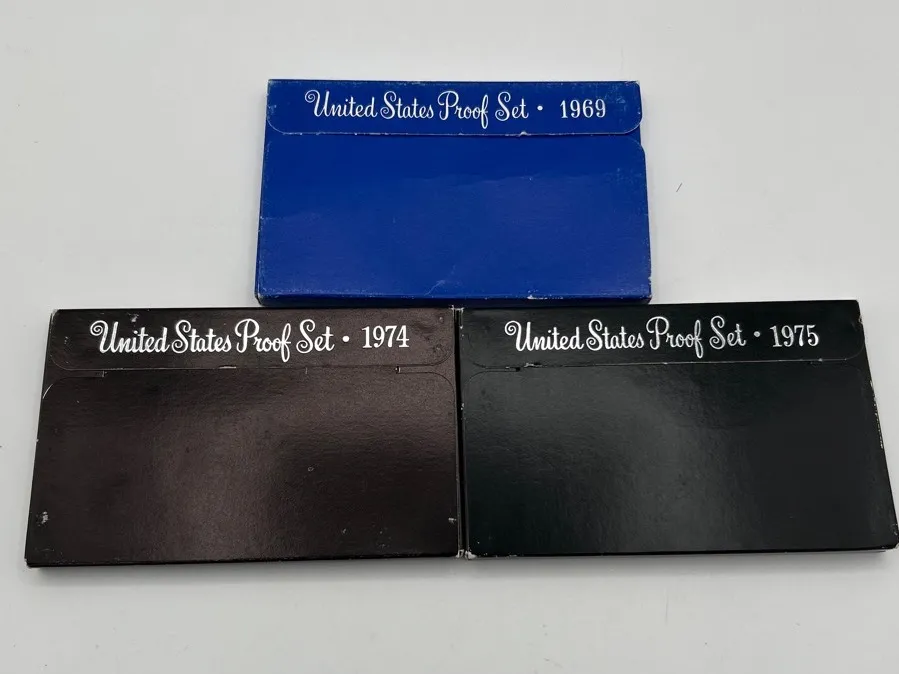 United States Proof Set • 1969
United States Proof Set • 1974
United States Proof Set • 1975